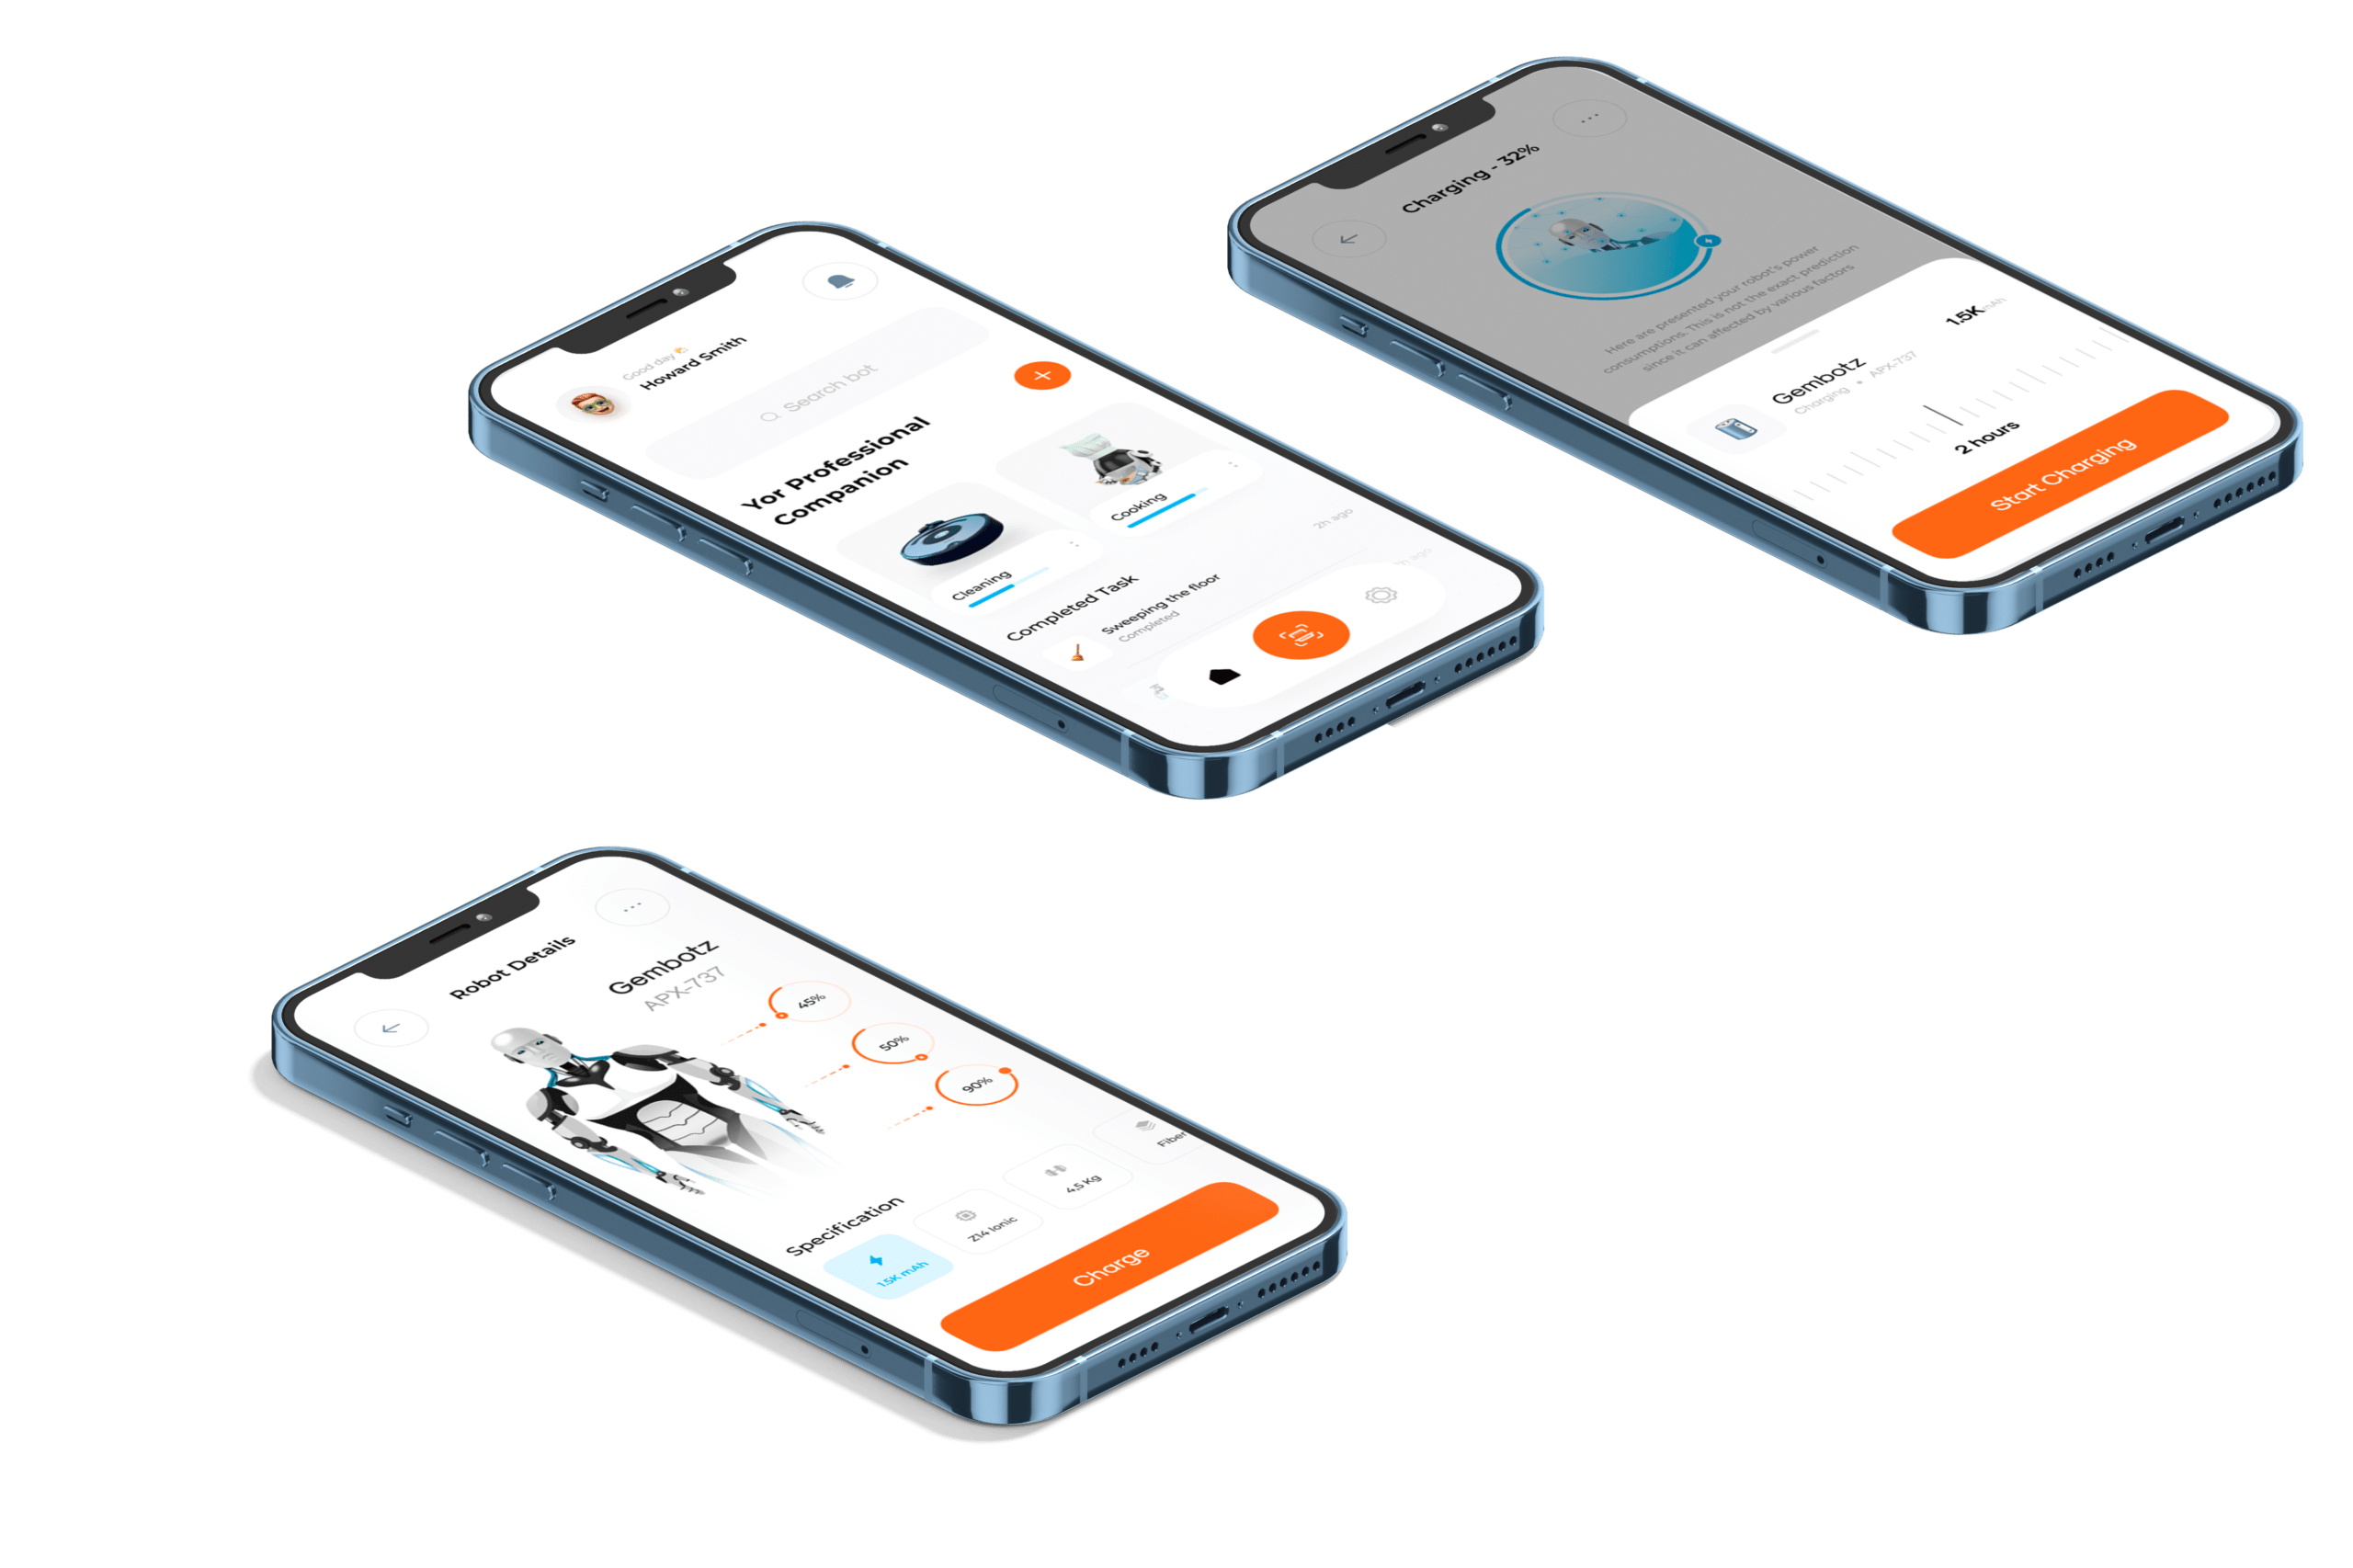 Good day
Howard Smith
Search bot
Yor Professional
Companion
Cleaning
Cooking
Completed Task
Sweeping the floor
Completed
2h ago
h ago
Charging - 32%
Here are presented your robot's power
consumptions. This is not the exact prediction
since it can affected by various factors
Gembotz
Charging • APX-737
1.5K mAh
2 hours
Start Charging
Robot Details
Gembotz
APX-737
45%
50%
90%
Specification
1.5K mAh
Z14 Ionic
4,5 Kg
Fiber
Charge